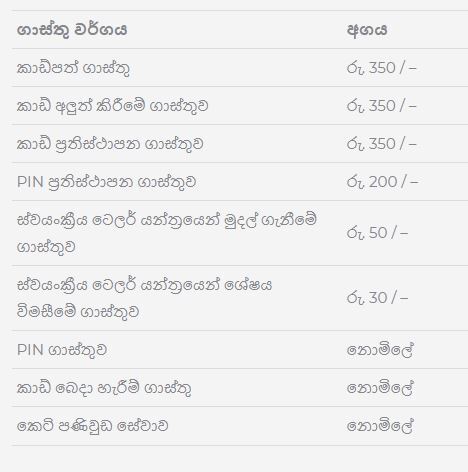 ගාස්තු වර්ගය අගය
කාඩ්පත් ගාස්තු රු. 350 / –
කාඩ් අලුත් කිරීමේ ගාස්තුව රු. 350 / –
කාඩ් ප්‍රතිස්ථාපන ගාස්තුව රු. 350 / –
PIN ප්‍රතිස්ථාපන ගාස්තුව රු. 200 / –
ස්වයංක්‍රීය ටෙලර් යන්ත්‍රයෙන් මුදල් ගැනීමේ
ගාස්තුව රු. 50 / –
ස්වයංක්‍රීය ටෙලර් යන්ත්‍රයෙන් ශේෂය
විමසීමේ ගාස්තුව රු. 30 / –
PIN ගාස්තුව නොමිලේ
කාඩ් බෙදා හැරීම් ගාස්තු නොමිලේ
කෙටි පණිවුඩ සේවාව නොමිලේ